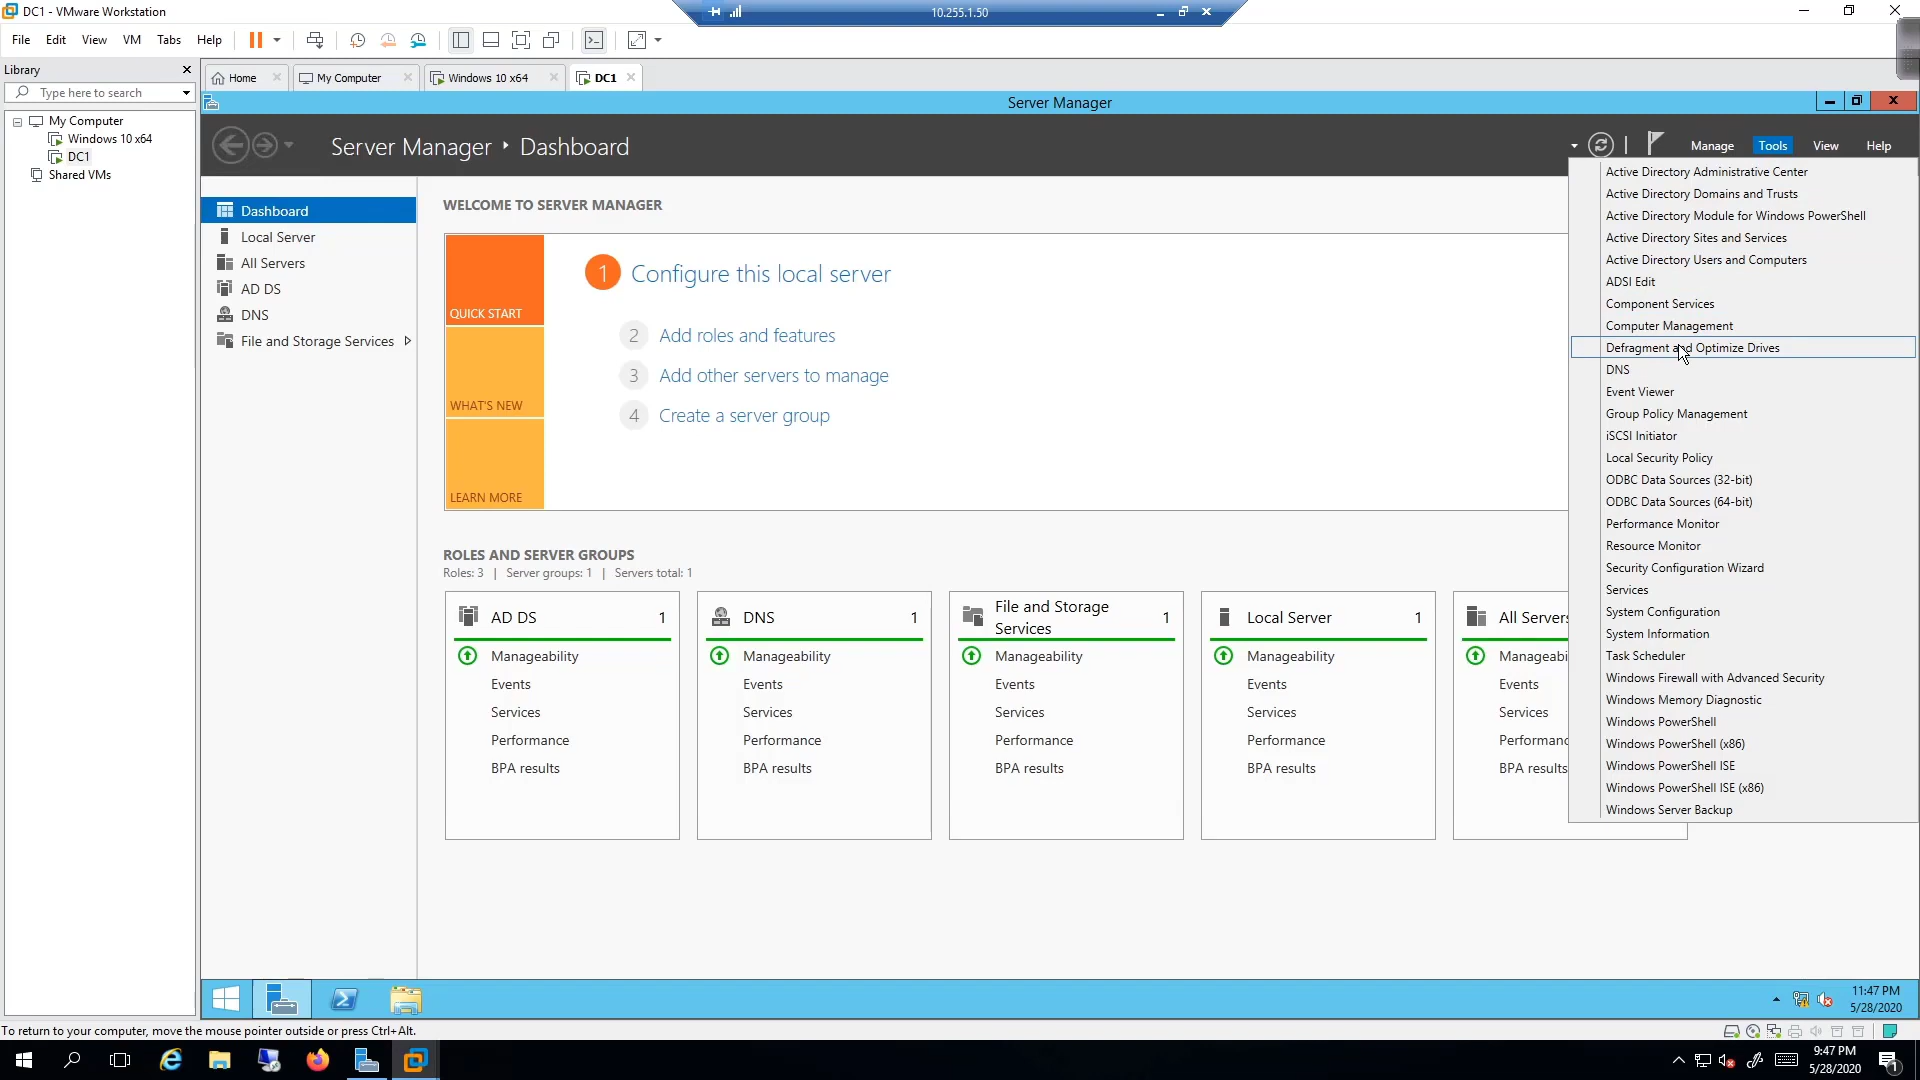 DC1 - VMware Workstation
10.255.1.50
File Edit View VM Tabs Help
Library
Type here to search
My Computer
Windows 10 x64
DC1
Shared VMs
Home
My Computer
Windows 10 x64
DC1
Server Manager
Server Manager • Dashboard
Manage Tools View Help
Dashboard
Local Server
All Servers
AD DS
DNS
File and Storage Services
WELCOME TO SERVER MANAGER
QUICK START
WHAT'S NEW
LEARN MORE
1 Configure this local server
2 Add roles and features
3 Add other servers to manage
4 Create a server group
ROLES AND SERVER GROUPS
Roles: 3 | Server groups: 1 | Servers total: 1
AD DS 1
Manageability
Events
Services
Performance
BPA results
DNS 1
Manageability
Events
Services
Performance
BPA results
File and Storage
Services 1
Manageability
Events
Services
Performance
BPA results
Local Server 1
Manageability
Events
Services
Performance
BPA results
All Servers
Manageabi
Events
Services
Performanc
BPA results
Active Directory Administrative Center
Active Directory Domains and Trusts
Active Directory Module for Windows PowerShell
Active Directory Sites and Services
Active Directory Users and Computers
ADSI Edit
Component Services
Computer Management
Defragment and Optimize Drives
DNS
Event Viewer
Group Policy Management
iSCSI Initiator
Local Security Policy
ODBC Data Sources (32-bit)
ODBC Data Sources (64-bit)
Performance Monitor
Resource Monitor
Security Configuration Wizard
Services
System Configuration
System Information
Task Scheduler
Windows Firewall with Advanced Security
Windows Memory Diagnostic
Windows PowerShell
Windows PowerShell (x86)
Windows PowerShell ISE
Windows PowerShell ISE (x86)
Windows Server Backup
11:47 PM
5/28/2020
To return to your computer, move the mouse pointer outside or press Ctrl+Alt.
9:47 PM
5/28/2020
1